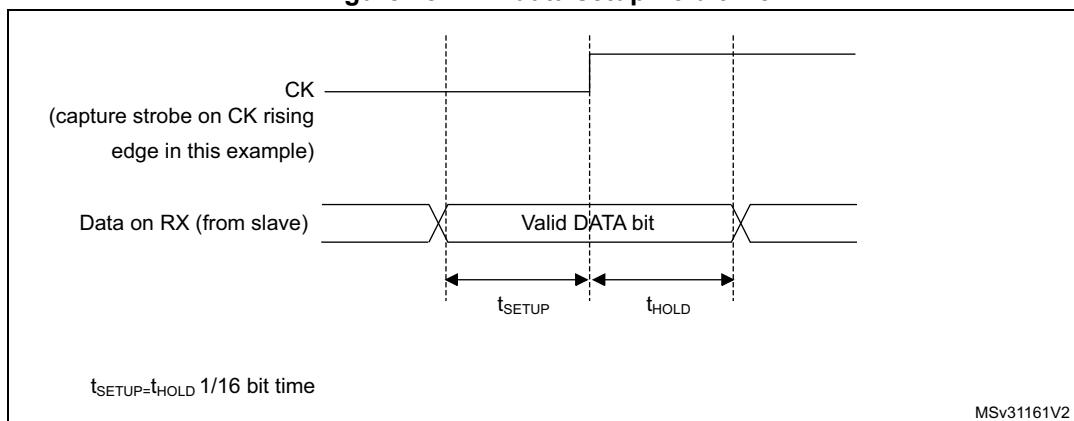 CK
(capture strobe on CK rising
edge in this example)
Data on RX (from slave)
Valid DATA bit
tSETUP
tHOLD
tSETUP=tHOLD 1/16 bit time
MSv31161V2